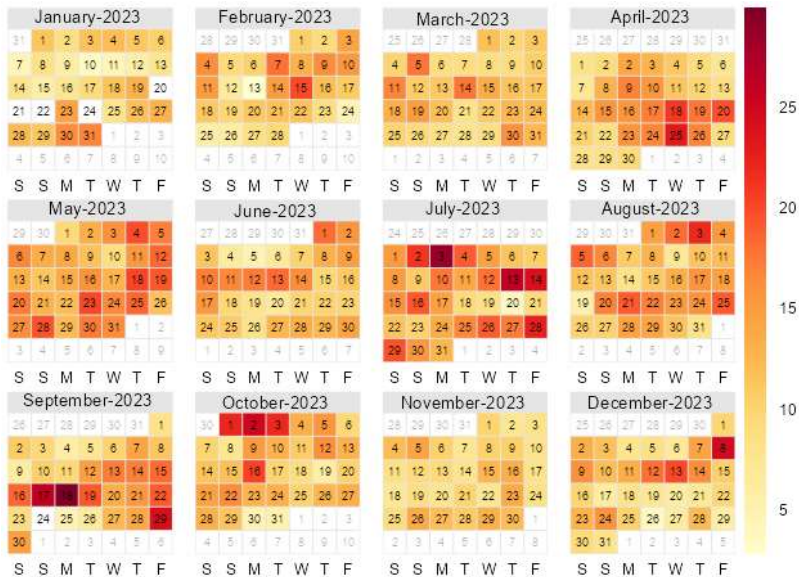 January-2023
31 1 2 3 4 5 6
7 8 9 10 11 12 13
14 15 16 17 18 19 20
21 22 23 24 25 26 27
28 29 30 31 1 2 3
4 5 6 7 8 9 10
S S M T W T F
February-2023
28 29 30 31 1 2 3
4 5 6 7 8 9 10
11 12 13 14 15 16 17
18 19 20 21 22 23 24
25 26 27 28 1 2 3
4 5 6 7 8 9 10
S S M T W T F
March-2023
25 26 27 28 1 2 3
4 5 6 7 8 9 10
11 12 13 14 15 16 17
18 19 20 21 22 23 24
25 26 27 28 29 30 31
1 2 3 4 5 6 7
S S M T W T F
April-2023
25 26 27 28 29 30 31
1 2 2 3 4 5 6
7 8 9 10 11 12 13
14 15 16 17 18 19 20
21 22 23 24 25 26 27
28 29 30 1 2 3 4
S S M T W T F
May-2023
29 30 1 2 3 4 5
6 7 8 9 10 11 12
13 14 15 16 17 18 19
20 21 22 23 24 25 26
27 28 29 30 31 1 2
3 4 5 6 7 8 9
S S M T W T F
June-2023
27 28 29 30 31 1 2
3 4 5 6 7 8 9
10 11 12 13 14 15 16
17 18 19 20 21 22 23
24 25 26 27 28 29 30
1 2 3 4 5 6 7
S S M T W T F
July-2023
24 25 26 27 28 29 30
1 2 3 4 5 6 7
8 9 10 11 12 13 14
15 16 17 18 19 20 21
22 23 24 25 26 27 28
29 30 31 1 2 3 4
S S M T W T F
August-2023
29 30 31 1 2 3 4
5 6 7 8 9 10 11
12 13 14 15 16 17 18
19 20 21 22 23 24 25
26 27 28 29 30 31 1
2 3 4 5 6 7 8
S S M T W T F
September-2023
26 27 28 29 30 31 1
2 3 4 5 6 7 8
9 10 11 12 13 14 15
16 17 18 19 20 21 22
23 24 25 26 27 28 29
30 1 2 3 4 5 6
S S M T W T F
October-2023
30 1 2 3 4 5 6
7 8 9 10 11 12 13
14 15 16 17 18 19 20
21 22 23 24 25 26 27
28 29 30 31 1 2 3
4 5 6 7 8 9 10
S S M T W T F
November-2023
28 29 30 31 1 2 3
4 5 6 7 8 9 10
11 12 13 14 15 16 17
18 19 20 21 22 23 24
25 26 27 28 29 30 1
2 3 4 5 6 7 8
S S M T W T F
December-2023
25 26 27 28 29 30 1
2 3 4 5 6 7 8
9 10 11 12 13 14 15
16 17 18 19 20 21 22
23 24 25 26 27 28 29
30 31 1 2 3 4 5
S S M T W T F
25
20
15
10
5